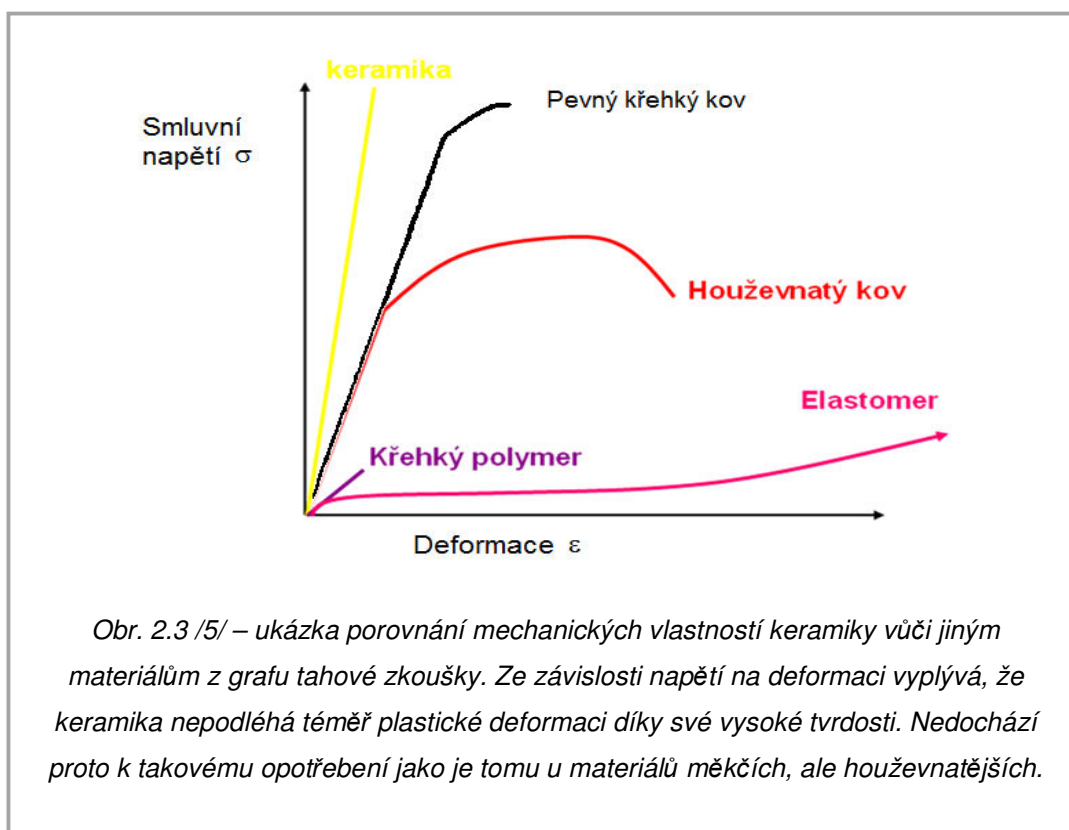 keramika
Pevný křehký kov
Smluvní
napětí σ
Houževnatý kov
Elastomer
Křehký polymer
Deformace ε
Obr. 2.3 /5/ – ukázka porovnání mechanických vlastností keramiky vůči jiným
materiálům z grafu tahové zkoušky. Ze závislosti napětí na deformaci vyplývá, že
keramika nepodléhá téměř plastické deformaci díky své vysoké tvrdosti. Nedochází
proto k takovému opotřebení jako je tomu u materiálů měkčích, ale houževnatějších.